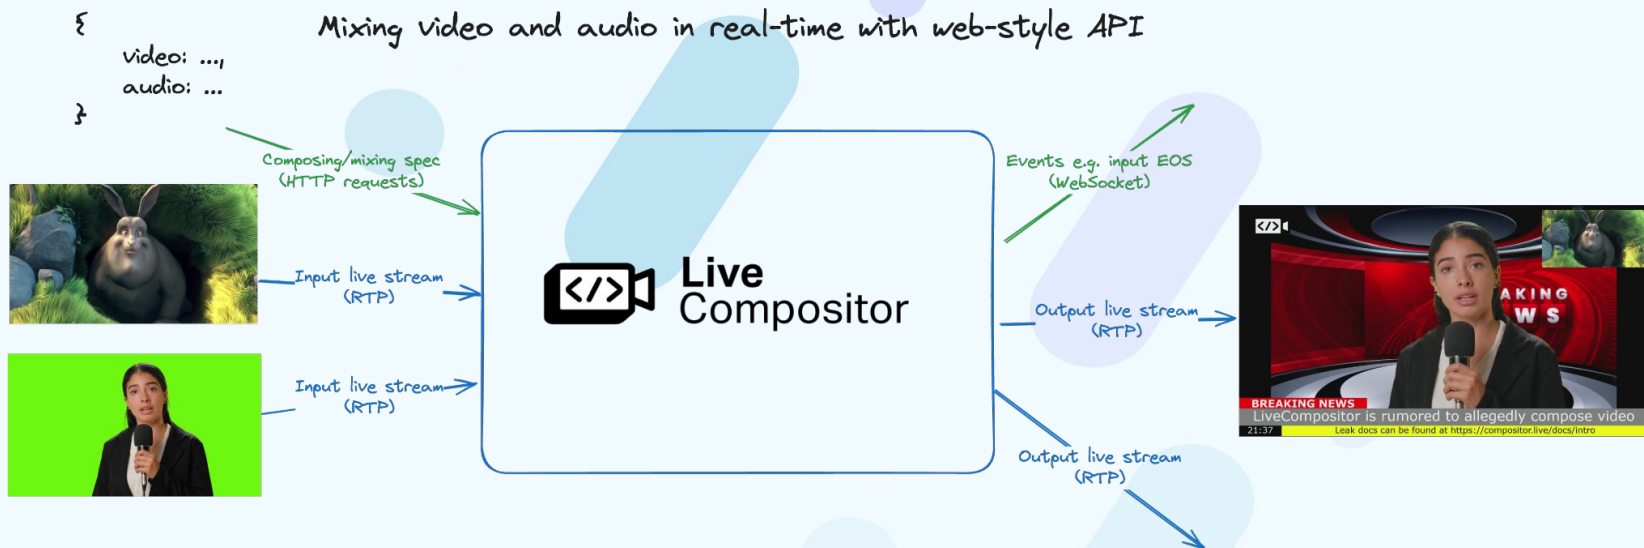 Mixing video and audio in real-time with web-style API
{
video: ...,
audio: ...
}
Composing/mixing spec
(HTTP requests)
Input live stream
(RTP)
Input live stream
(RTP)
</>
Live
Compositor
Events e.g. input EOS
(WebSocket)
Output live stream
(RTP)
Output live stream
(RTP)
</>
AKING
WS
BREAKING NEWS
LiveCompositor is rumored to allegedly compose video
21:37
Leak docs can be found at https://compositor.live/docs/intro